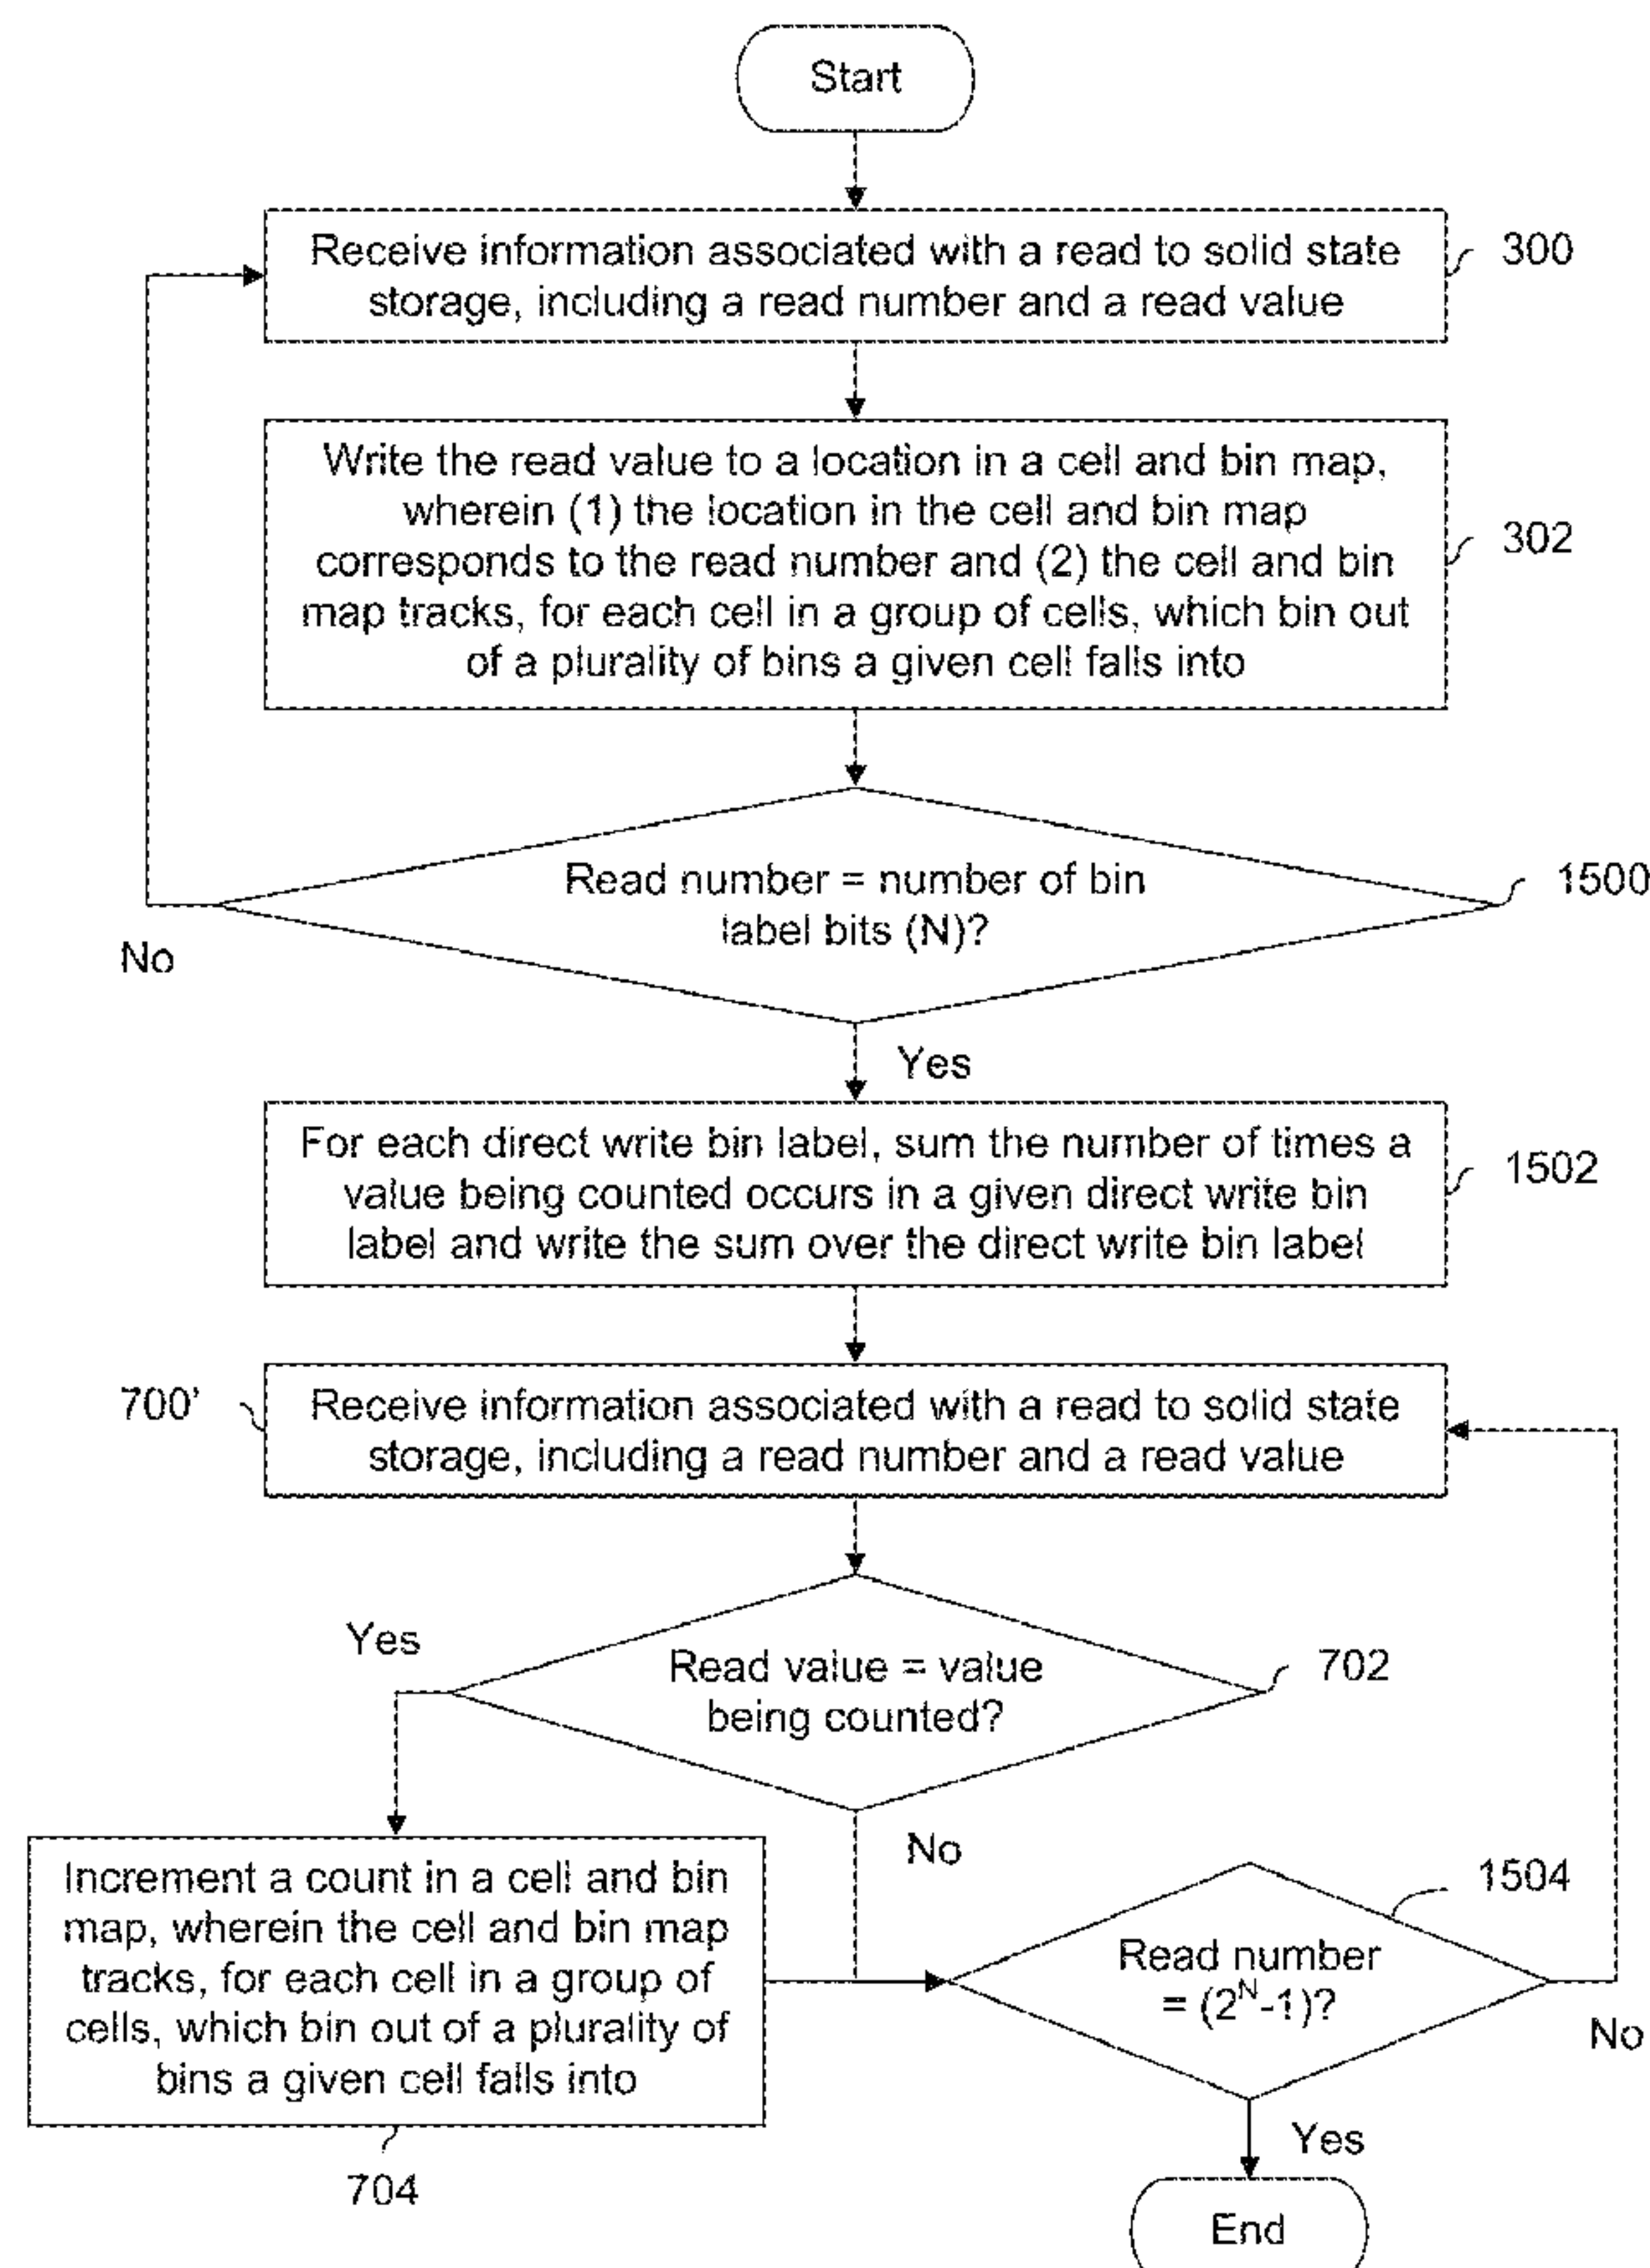 Start
Receive information associated with a read to solid state
storage, including a read number and a read value
300
Write the read value to a location in a cell and bin map,
wherein (1) the location in the cell and bin map
corresponds to the read number and (2) the cell and bin
map tracks, for each cell in a group of cells, which bin out
of a plurality of bins a given cell falls into
302
Read number = number of bin
label bits (N)?
1500
No
Yes
For each direct write bin label, sum the number of times a
value being counted occurs in a given direct write bin
label and write the sum over the direct write bin label
1502
700'
Receive information associated with a read to solid state
storage, including a read number and a read value
Yes
Read value = value
being counted?
702
No
Increment a count in a cell and bin
map, wherein the cell and bin map
tracks, for each cell in a group of
cells, which bin out of a plurality of
bins a given cell falls into
704
1504
Read number
= (2^N-1)?
No
Yes
End